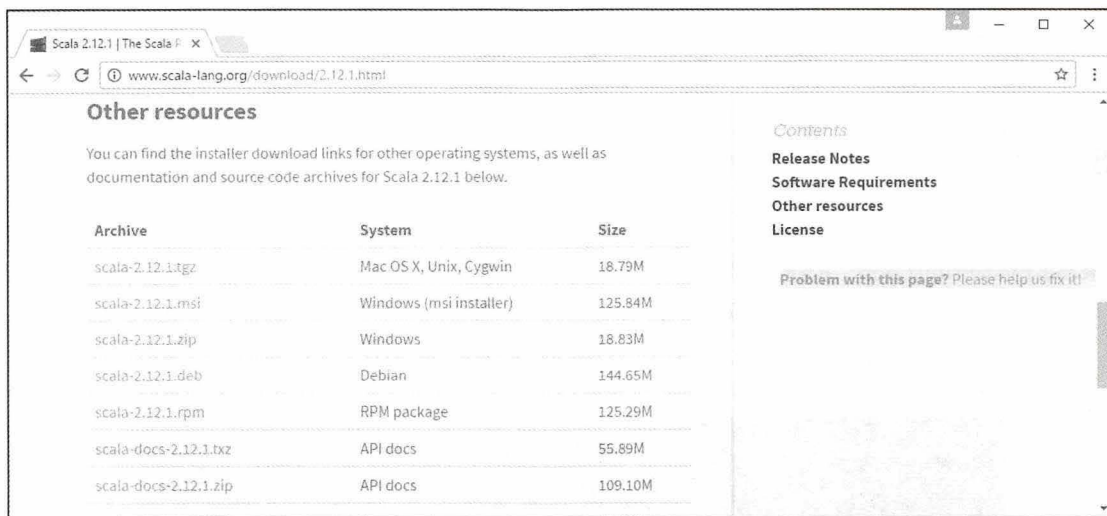 Scala 2.12.1 | The Scala P
www.scala-lang.org/download/2.12.1.html
Other resources
You can find the installer download links for other operating systems, as well as
documentation and source code archives for Scala 2.12.1 below.
Archive System Size
scala-2.12.1.tgz Mac OS X, Unix, Cygwin 18.79M
scala-2.12.1.msi Windows (msi installer) 125.84M
scala-2.12.1.zip Windows 18.83M
scala-2.12.1.deb Debian 144.65M
scala-2.12.1.rpm RPM package 125.29M
scala-docs-2.12.1.txz API docs 55.89M
scala-docs-2.12.1.zip API docs 109.10M
Contents
Release Notes
Software Requirements
Other resources
License
Problem with this page? Please help us fix it!